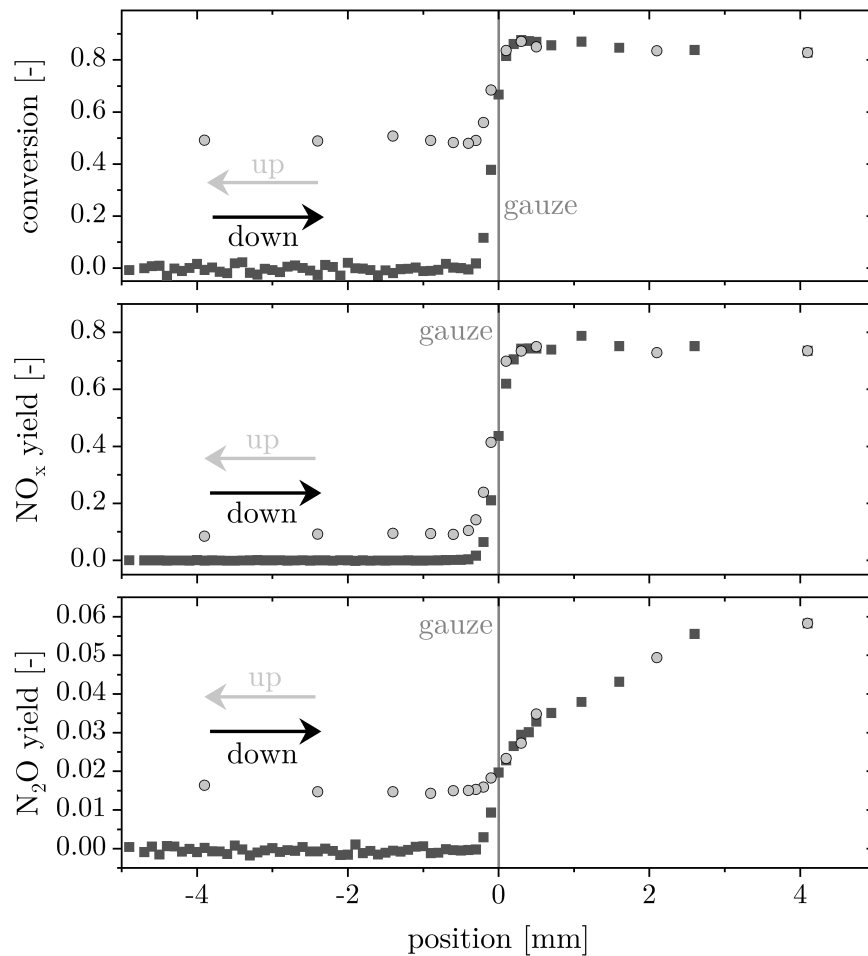 conversion [-]
0.8
0.6
0.4
0.2
0.0
up
down
gauze
NOx yield [-]
0.8
0.6
0.4
0.2
0.0
gauze
up
down
N2O yield [-]
0.06
0.05
0.04
0.03
0.02
0.01
0.00
gauze
up
down
-4 -2 0 2 4
position [mm]